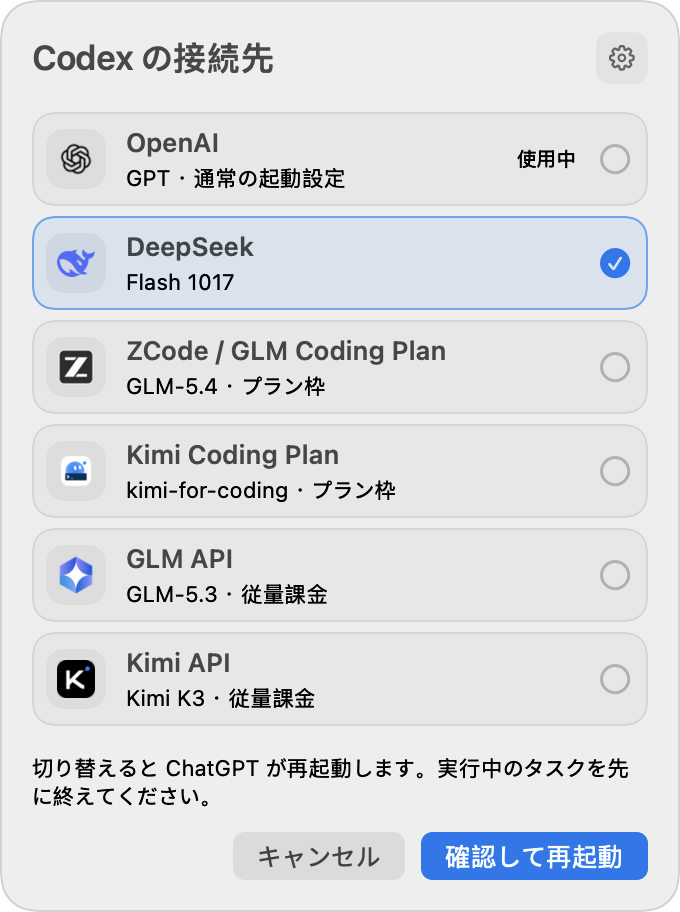 Codex の接続先
OpenAI
GPT・通常の起動設定
使用中
DeepSeek
Flash 1017
ZCode / GLM Coding Plan
GLM-5.4・プラン枠
Kimi Coding Plan
kimi-for-coding・プラン枠
GLM API
GLM-5.3・従量課金
Kimi API
Kimi K3・従量課金
切り替えると ChatGPT が再起動します。実行中のタスクを先
に終えてください。
キャンセル
確認して再起動